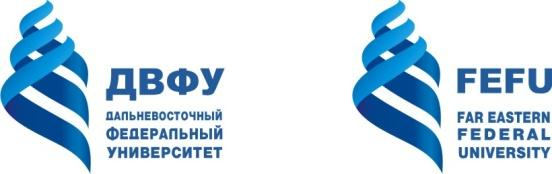 ДВФУ
ДАЛЬНЕВОСТОЧНЫЙ
ФЕДЕРАЛЬНЫЙ
УНИВЕРСИТЕТ
FEFU
FAR EASTERN
FEDERAL
UNIVERSITY